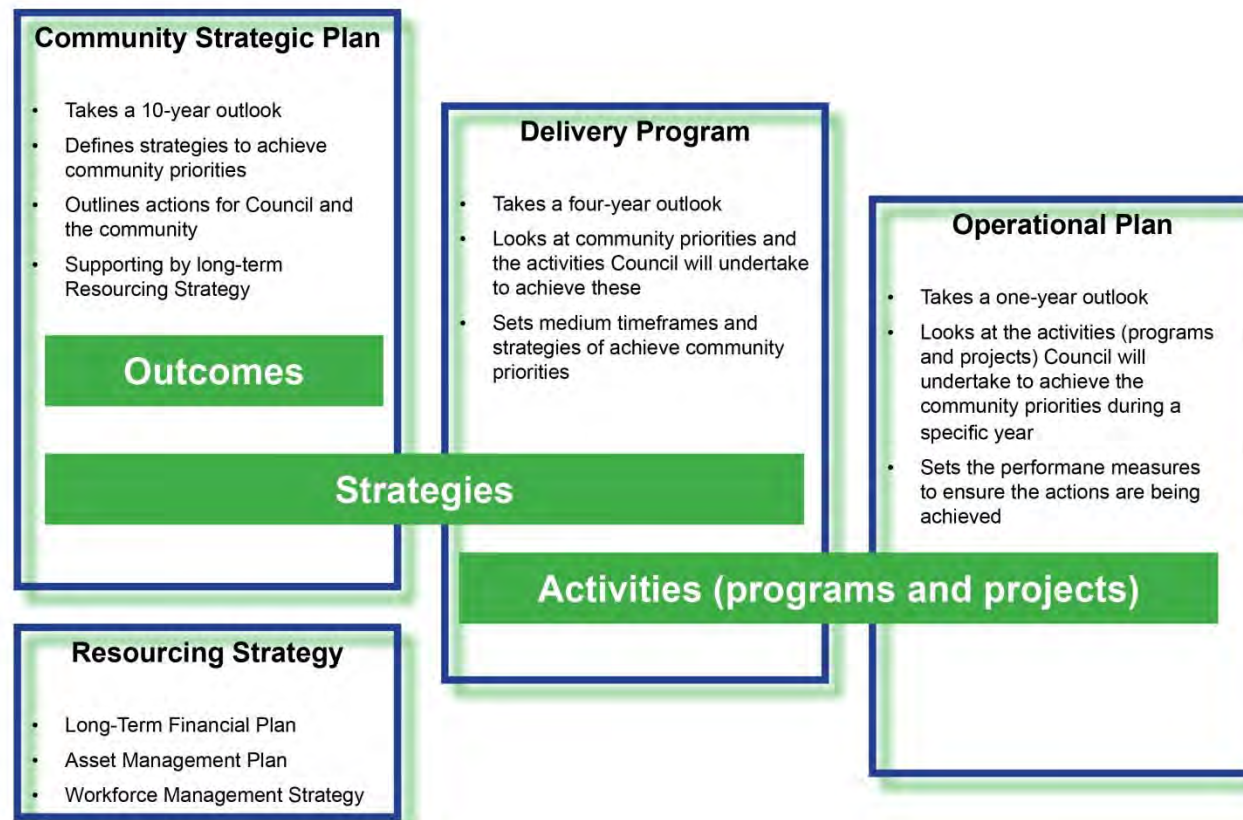 Community Strategic Plan
• Takes a 10-year outlook
• Defines strategies to achieve
community priorities
• Outlines actions for Council and
the community
• Supporting by long-term
Resourcing Strategy
Outcomes
Delivery Program
• Takes a four-year outlook
• Looks at community priorities and
the activities Council will undertake
to achieve these
• Sets medium timeframes and
strategies of achieve community
priorities
Operational Plan
• Takes a one-year outlook
• Looks at the activities (programs
and projects) Council will
undertake to achieve the
community priorities during a
specific year
• Sets the performane measures
to ensure the actions are being
achieved
Strategies
Activities (programs and projects)
Resourcing Strategy
• Long-Term Financial Plan
• Asset Management Plan
• Workforce Management Strategy